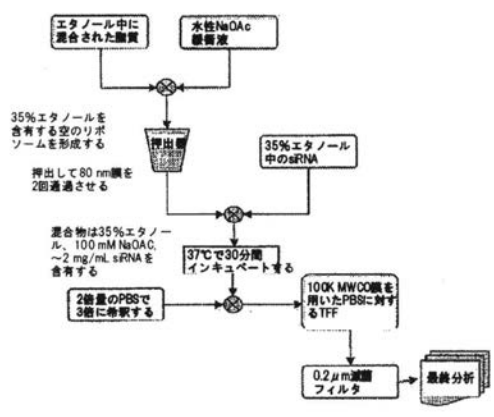 エタノール中に
混合された脂質
水性NaOAc
緩衝液
35%エタノールを
含有する空のリポ
ソームを形成する
押出器
押出して80 nm膜を
2回通過させる
35%エタノール
中のsiRNA
混合物は35%エタノー
ル、100 mM NaOAC,
～2 mg/mL siRNAを
含有する
37℃で30分間
インキュベートする
2倍量のPBSで
3倍に希釈する
100K MWCO膜を
用いたPBSに対す
るTFF
0.2μm滅菌
フィルタ
最終分析